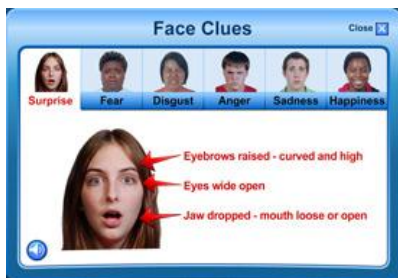 Face Clues
Close X
Surprise Fear Disgust Anger Sadness Happiness
Eyebrows raised - curved and high
Eyes wide open
Jaw dropped - mouth loose or open